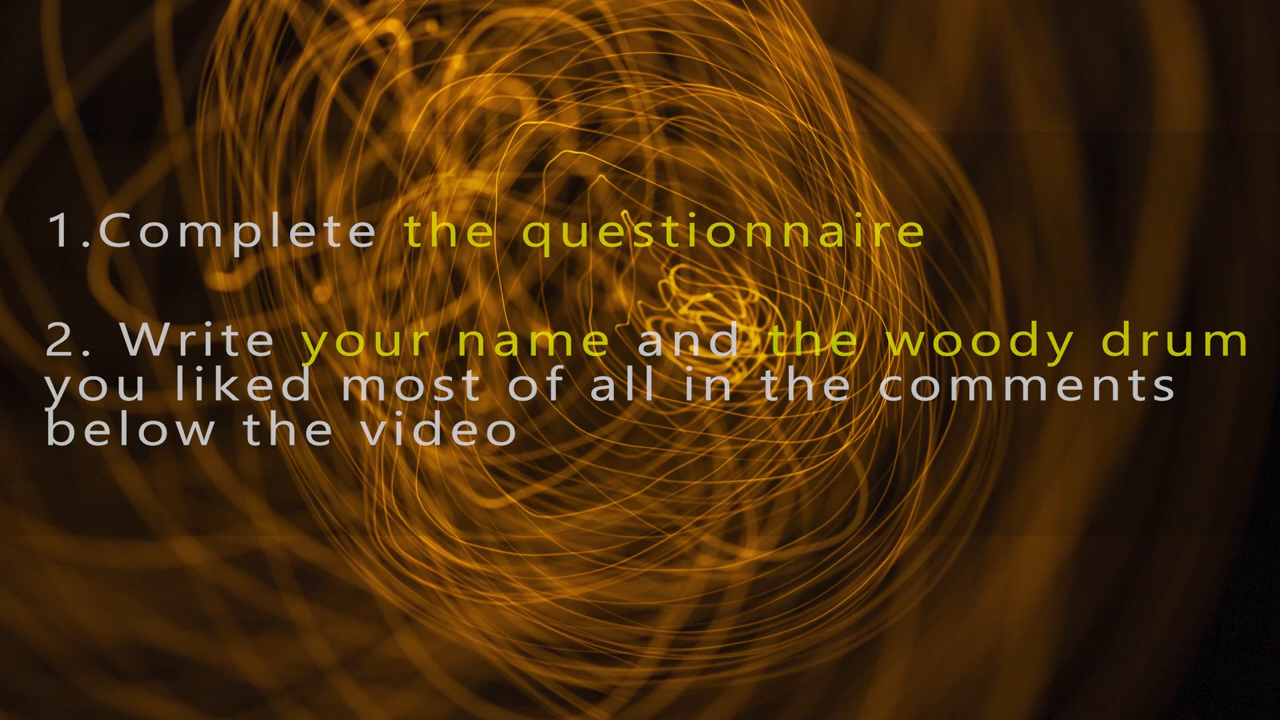 1.Complete the questionnaire
2. Write your name and the woody drum
you liked most of all in the comments
below the video